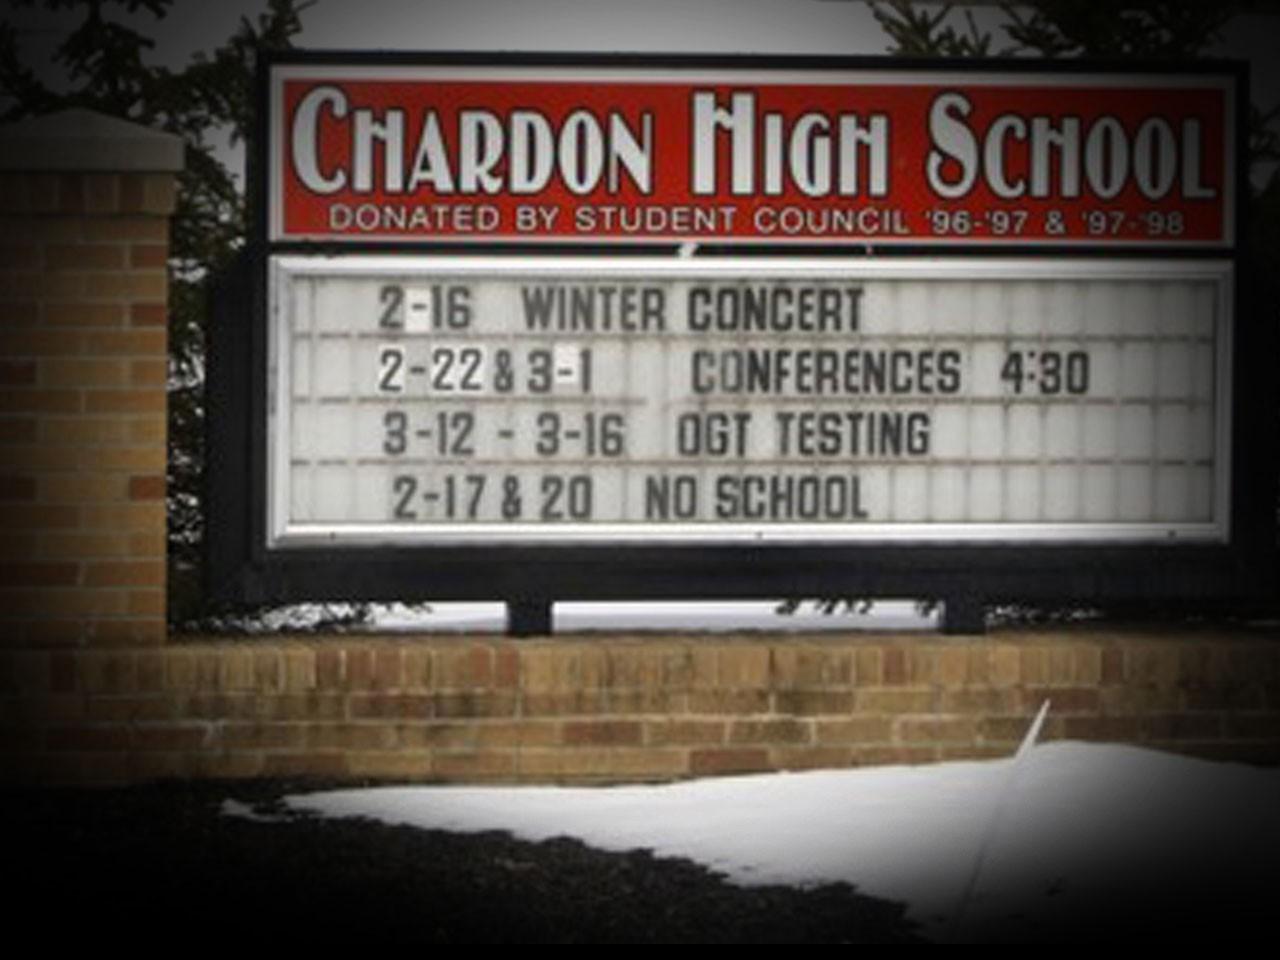 CHARDON HIGH SCHOOL
DONATED BY STUDENT COUNCIL '96-'97 & '97-'98
2-16 WINTER CONCERT
2-22 & 3-1 CONFERENCES 4:30
3-12 - 3-16 OGT TESTING
2-17 & 20 NO SCHOOL